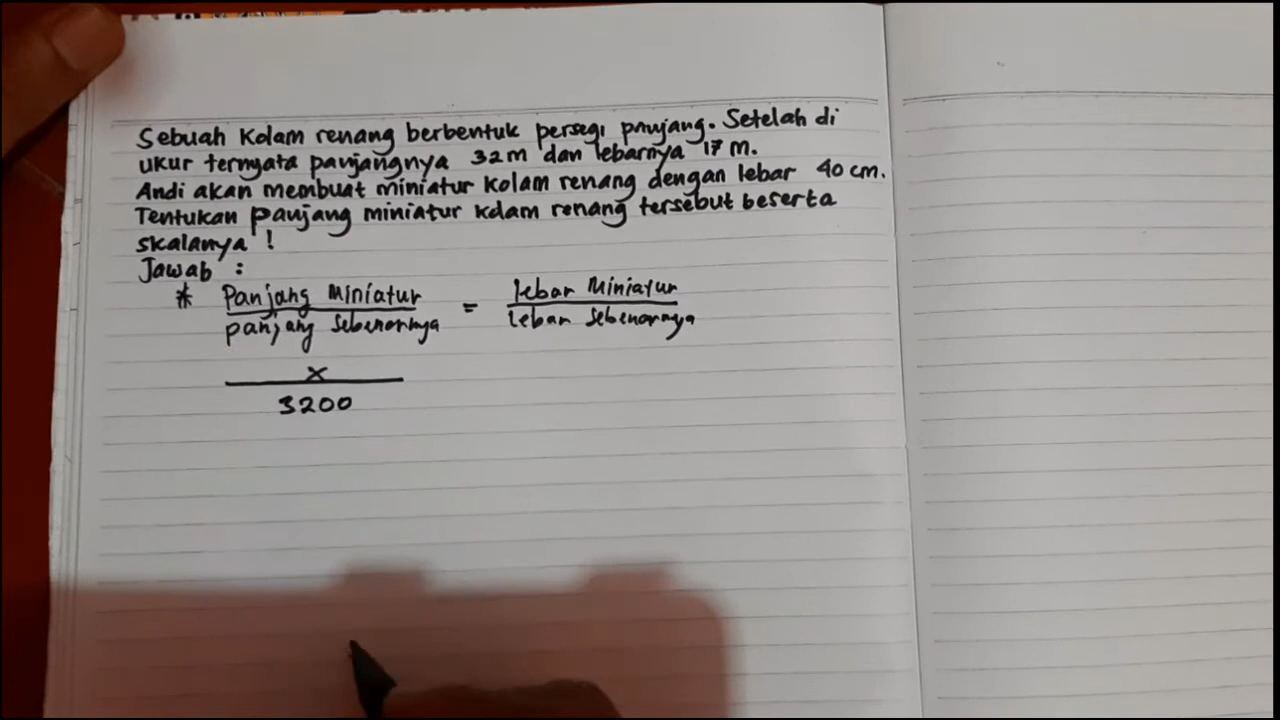 Sebuah Kolam renang berbentuk persegi panjang. Setelah di
ukur ternyata panjangnya 32m dan lebarnya 17 m.
Andi akan membuat miniatur kolam renang dengan lebar 40 cm.
Tentukan panjang miniatur kolam renang tersebut beserta
skalanya !
Jawab :
* Panjang Miniatur = lebar Miniatur
panjang Sebenarnya lebar Sebenarnya
x
3200